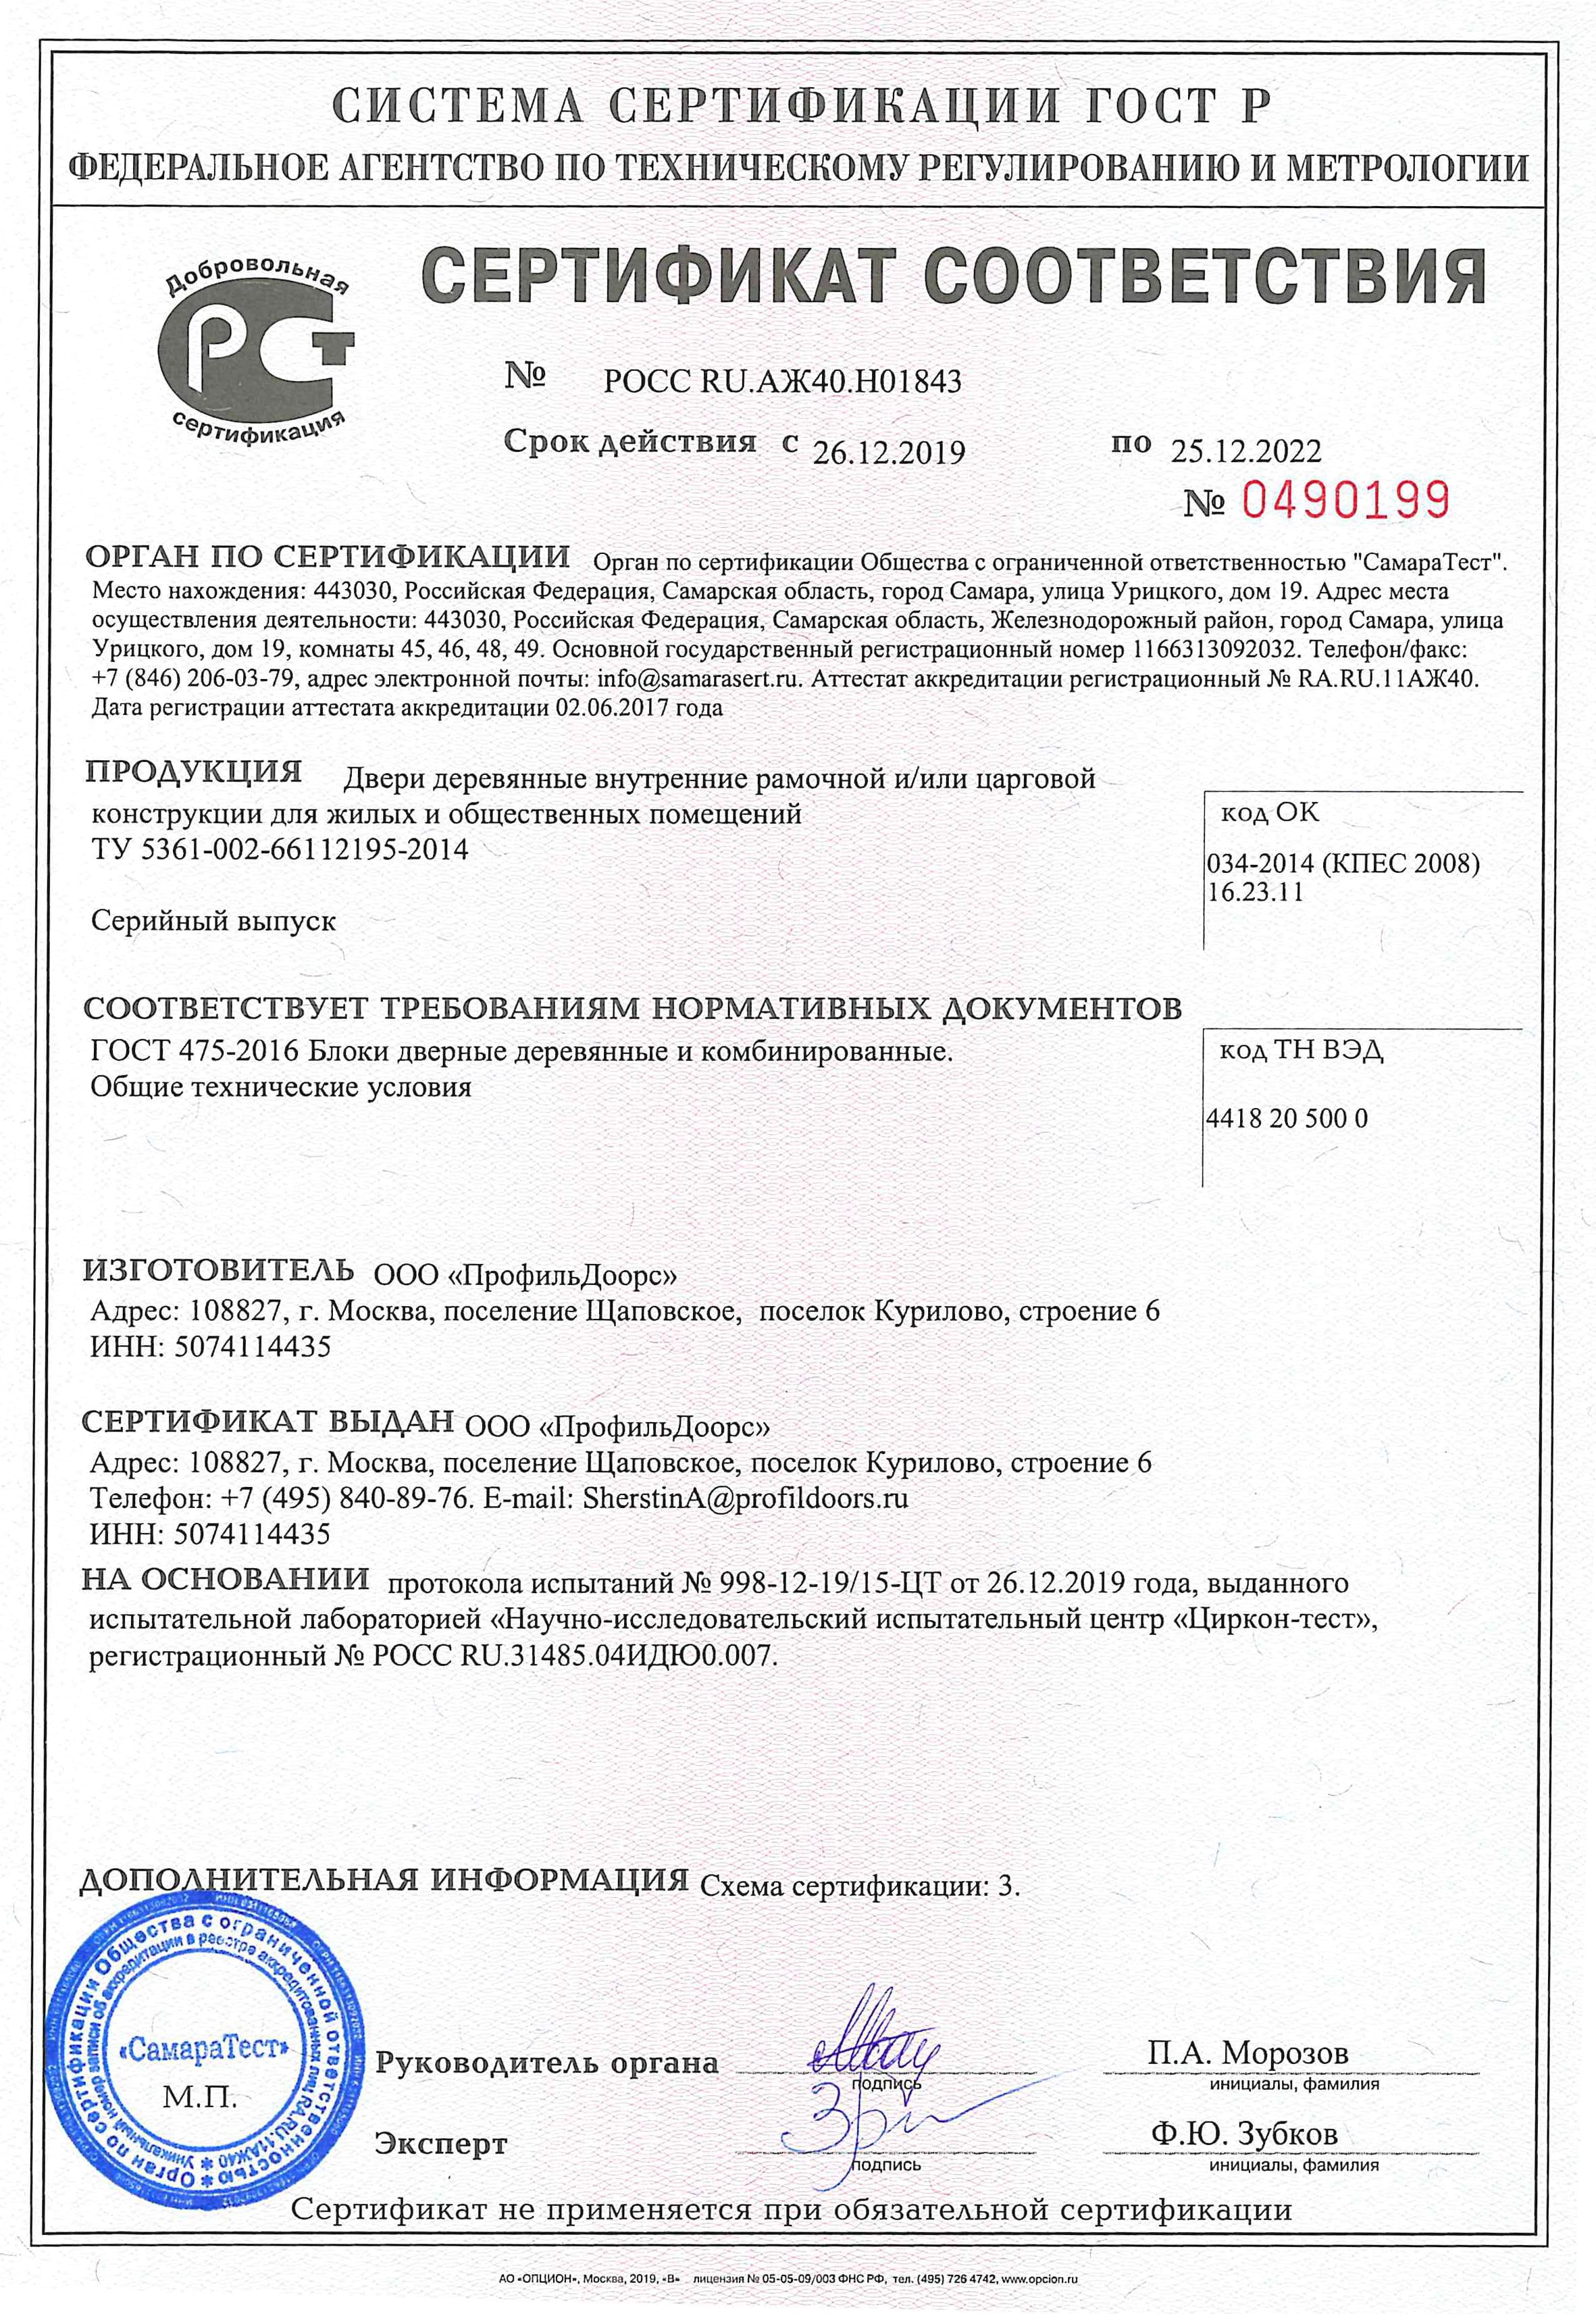 СИСТЕМА СЕРТИФИКАЦИИ ГОСТ Р
ФЕДЕРАЛЬНОЕ АГЕНТСТВО ПО ТЕХНИЧЕСКОМУ РЕГУЛИРОВАНИЮ И МЕТРОЛОГИИ
Добровольная
РСТ
сертификация
СЕРТИФИКАТ СООТВЕТСТВИЯ
№ РОСС RU.АЖ40.Н01843
Срок действия с 26.12.2019 по 25.12.2022
№ 0490199
ОРГАН ПО СЕРТИФИКАЦИИ Орган по сертификации Общества с ограниченной ответственностью "СамараТест".
Место нахождения: 443030, Российская Федерация, Самарская область, город Самара, улица Урицкого, дом 19. Адрес места
осуществления деятельности: 443030, Российская Федерация, Самарская область, Железнодорожный район, город Самара, улица
Урицкого, дом 19, комнаты 45, 46, 48, 49. Основной государственный регистрационный номер 1166313092032. Телефон/факс:
+7 (846) 206-03-79, адрес электронной почты: info@samarasert.ru. Аттестат аккредитации регистрационный № RA.RU.11АЖ40.
Дата регистрации аттестата аккредитации 02.06.2017 года
ПРОДУКЦИЯ Двери деревянные внутренние рамочной и/или царговой
конструкции для жилых и общественных помещений
ТУ 5361-002-66112195-2014
Серийный выпуск
код ОК
034-2014 (КПЕС 2008)
16.23.11
СООТВЕТСТВУЕТ ТРЕБОВАНИЯМ НОРМАТИВНЫХ ДОКУМЕНТОВ
ГОСТ 475-2016 Блоки дверные деревянные и комбинированные.
Общие технические условия
код ТН ВЭД
4418 20 500 0
ИЗГОТОВИТЕЛЬ ООО «ПрофильДоорс»
Адрес: 108827, г. Москва, поселение Щаповское, поселок Курилово, строение 6
ИНН: 5074114435
СЕРТИФИКАТ ВЫДАН ООО «ПрофильДоорс»
Адрес: 108827, г. Москва, поселение Щаповское, поселок Курилово, строение 6
Телефон: +7 (495) 840-89-76. E-mail: SherstinA@profildoors.ru
ИНН: 5074114435
НА ОСНОВАНИИ протокола испытаний № 998-12-19/15-ЦТ от 26.12.2019 года, выданного
испытательной лабораторией «Научно-исследовательский испытательный центр «Циркон-тест»,
регистрационный № РОСС RU.31485.04ИДЮ0.007.
ДОПОЛНИТЕЛЬНАЯ ИНФОРМАЦИЯ Схема сертификации: 3.
Орган по сертификации Общества с ограниченной ответственностью
Уникальный номер записи об аккредитации в реестре аккредитованных лиц RA.RU.11АЖ40
«СамараТест»
М.П.
Руководитель органа
подпись
П.А. Морозов
инициалы, фамилия
Эксперт
подпись
Ф.Ю. Зубков
инициалы, фамилия
Сертификат не применяется при обязательной сертификации
АО «ОПЦИОН», Москва, 2019, «В» лицензия № 05-05-09/003 ФНС РФ, тел. (495) 726 4742, www.opcion.ru